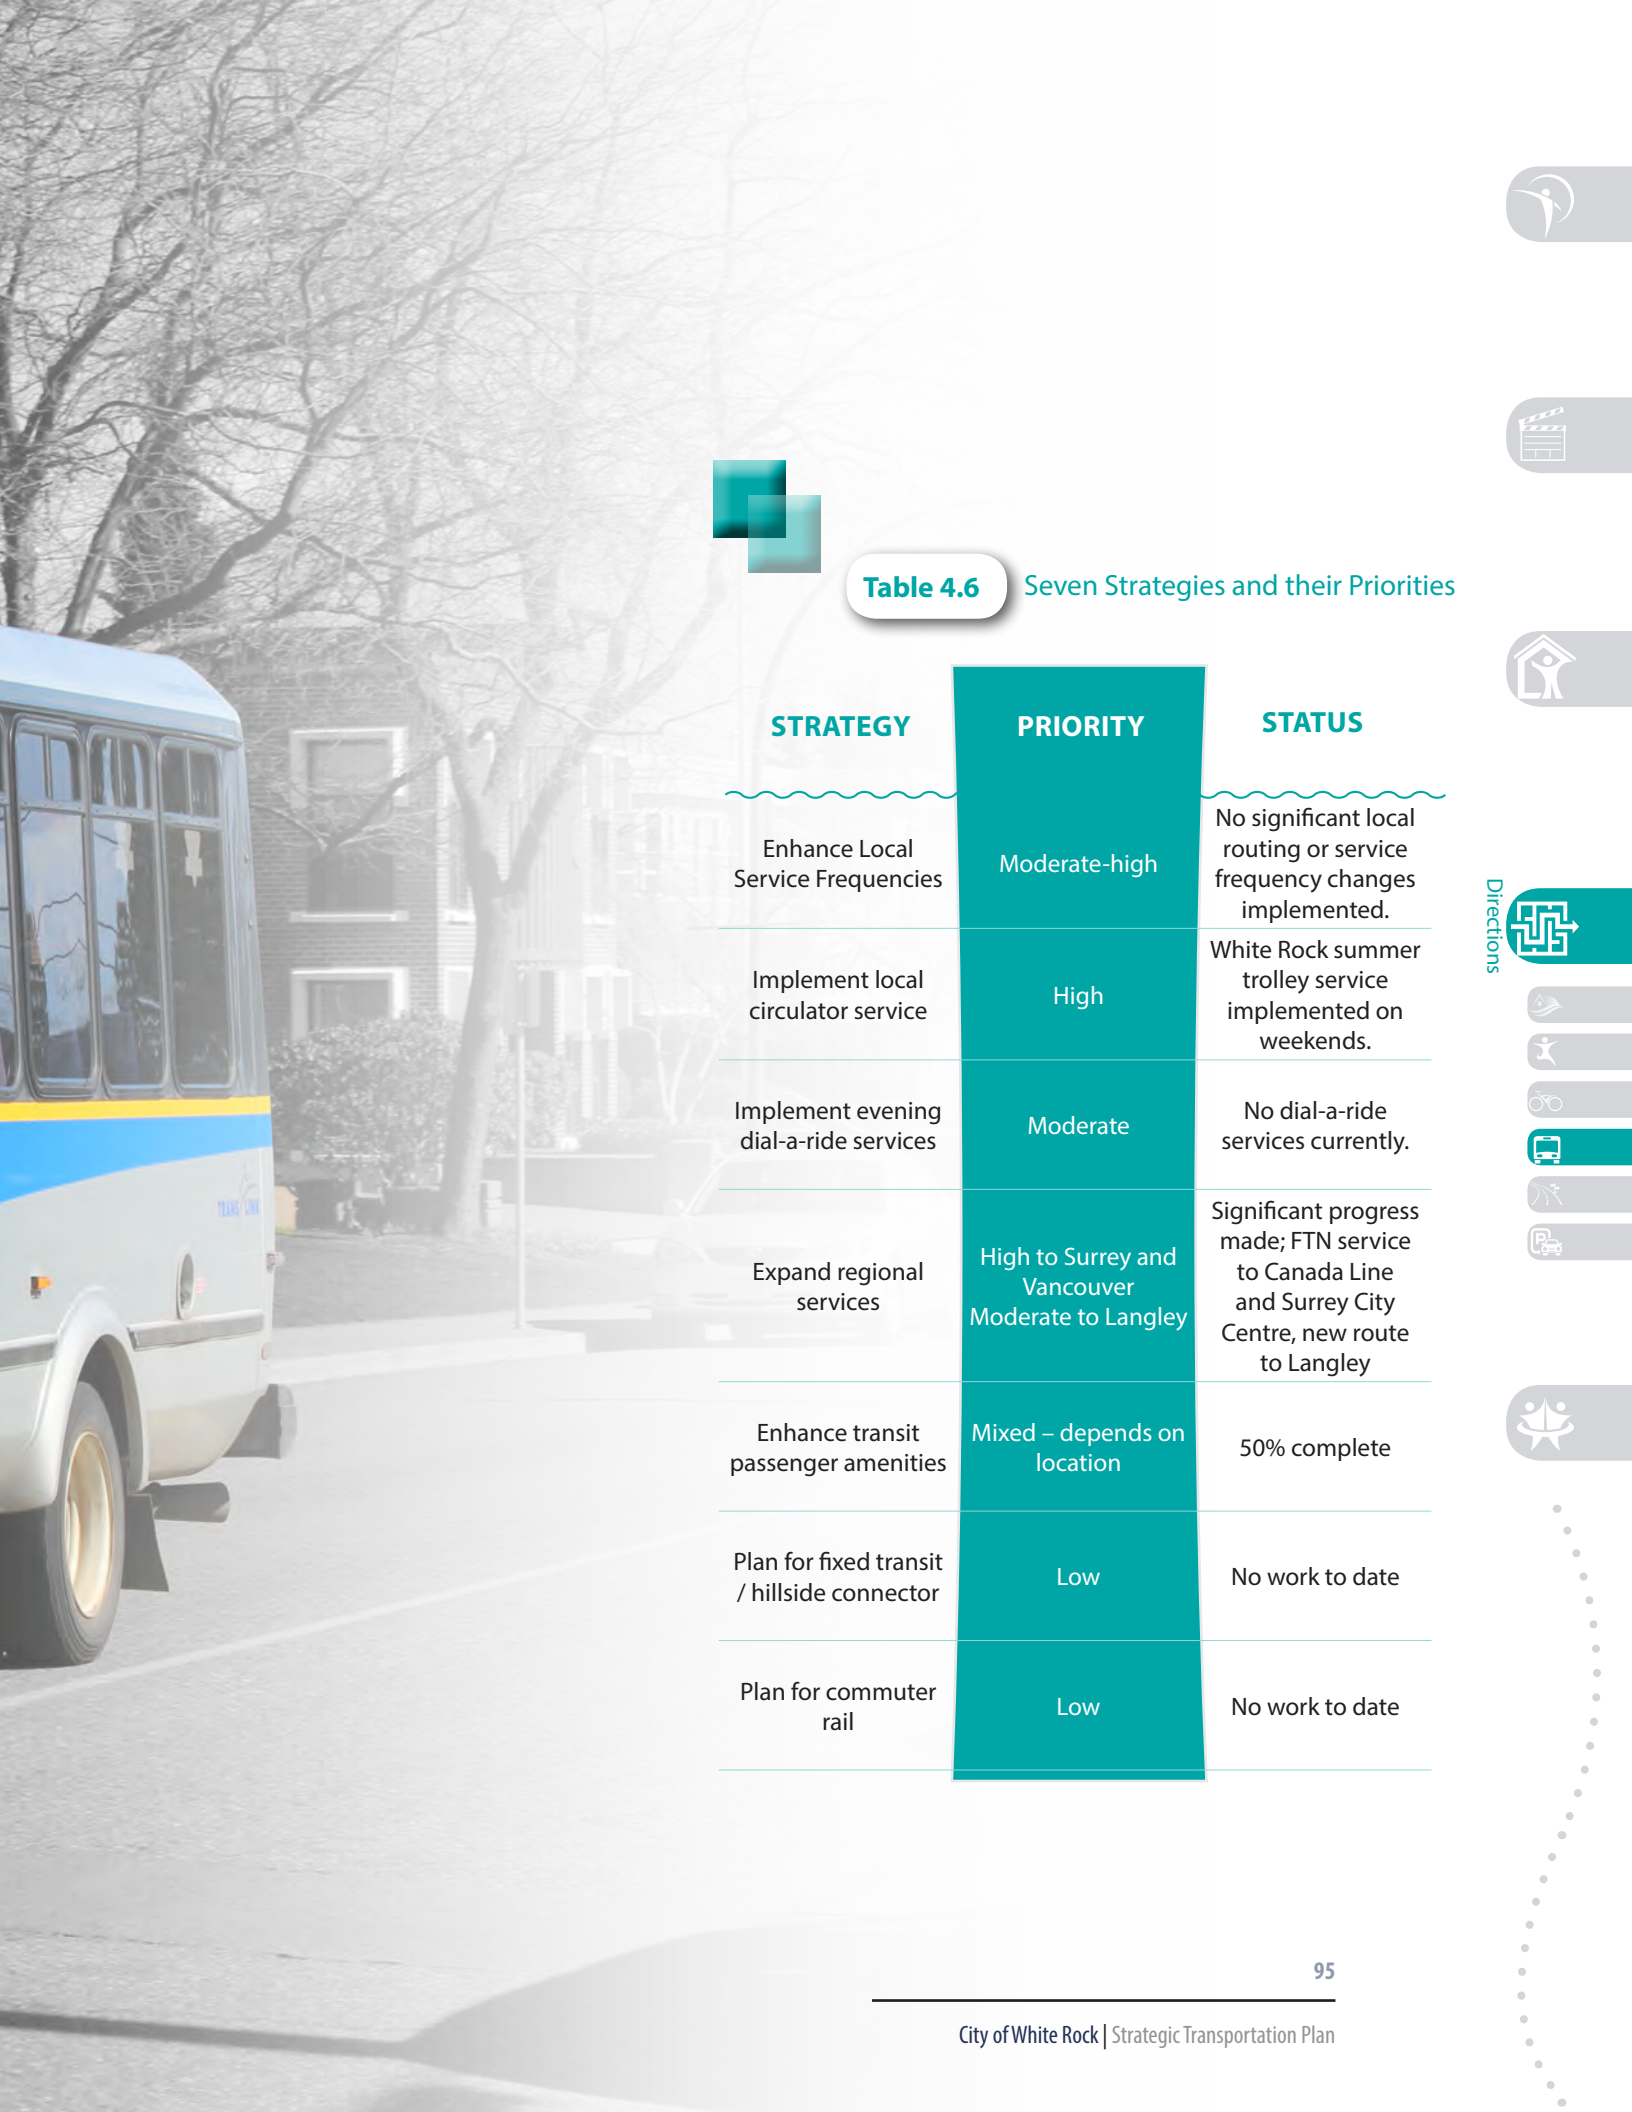 Table 4.6
Seven Strategies and their Priorities
STRATEGY
PRIORITY
STATUS
Enhance Local
Service Frequencies
Moderate-high
No significant local
routing or service
frequency changes
implemented.
Implement local
circulator service
High
White Rock summer
trolley service
implemented on
weekends.
Implement evening
dial-a-ride services
Moderate
No dial-a-ride
services currently.
Expand regional
services
High to Surrey and
Vancouver
Moderate to Langley
Significant progress
made; FTN service
to Canada Line
and Surrey City
Centre, new route
to Langley
Enhance transit
passenger amenities
Mixed – depends on
location
50% complete
Plan for fixed transit
/ hillside connector
Low
No work to date
Plan for commuter
rail
Low
No work to date
Directions
P
TRANS LINK
95
City of White Rock | Strategic Transportation Plan